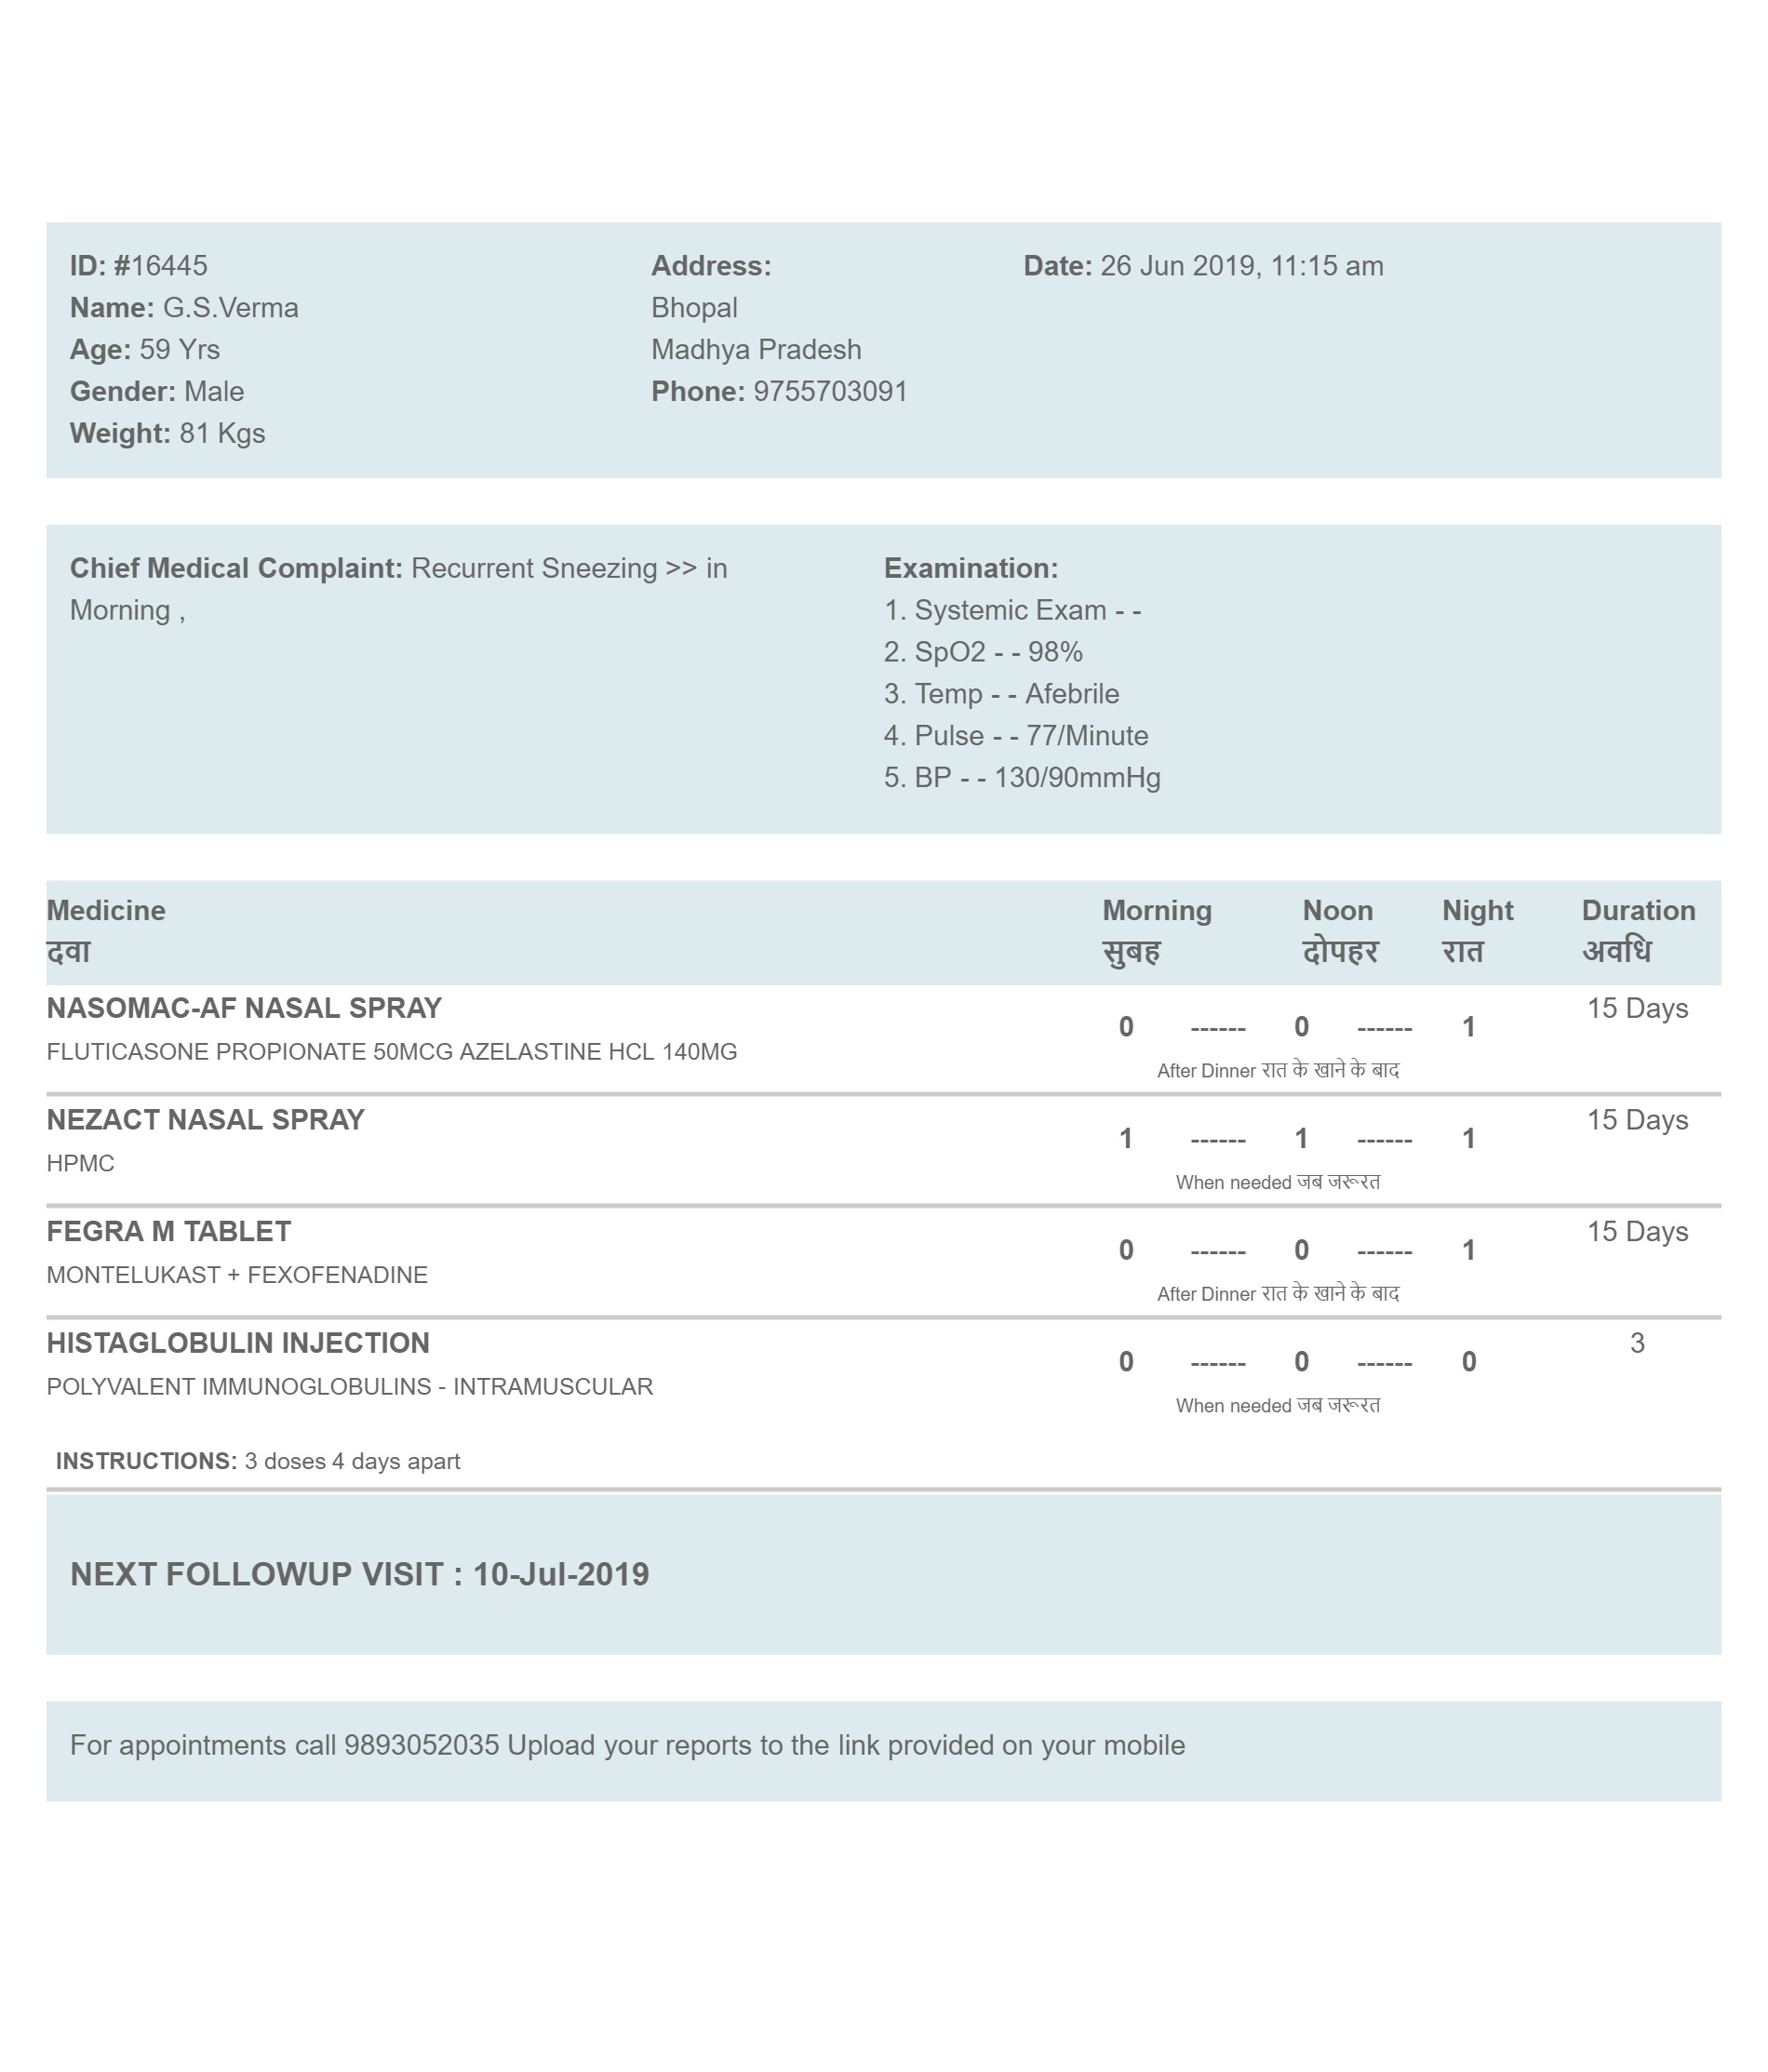 ID: #16445
Name: G.S.Verma
Age: 59 Yrs
Gender: Male
Weight: 81 Kgs
Address:
Bhopal
Madhya Pradesh
Phone: 9755703091
Date: 26 Jun 2019, 11:15 am
Chief Medical Complaint: Recurrent Sneezing >> in
Morning ,
Examination:
1. Systemic Exam - -
2. SpO2 - - 98%
3. Temp - - Afebrile
4. Pulse - - 77/Minute
5. BP - - 130/90mmHg
Medicine Morning Noon Night Duration
दवा सुबह दोपहर रात अवधि
NASOMAC-AF NASAL SPRAY 15 Days
0 ------ 0 ------ 1
FLUTICASONE PROPIONATE 50MCG AZELASTINE HCL 140MG
After Dinner रात के खाने के बाद
NEZACT NASAL SPRAY 15 Days
1 ------ 1 ------ 1
HPMC
When needed जब जरूरत
FEGRA M TABLET 15 Days
0 ------ 0 ------ 1
MONTELUKAST + FEXOFENADINE
After Dinner रात के खाने के बाद
HISTAGLOBULIN INJECTION 3
0 ------ 0 ------ 0
POLYVALENT IMMUNOGLOBULINS - INTRAMUSCULAR
When needed जब जरूरत
INSTRUCTIONS: 3 doses 4 days apart
NEXT FOLLOWUP VISIT : 10-Jul-2019
For appointments call 9893052035 Upload your reports to the link provided on your mobile